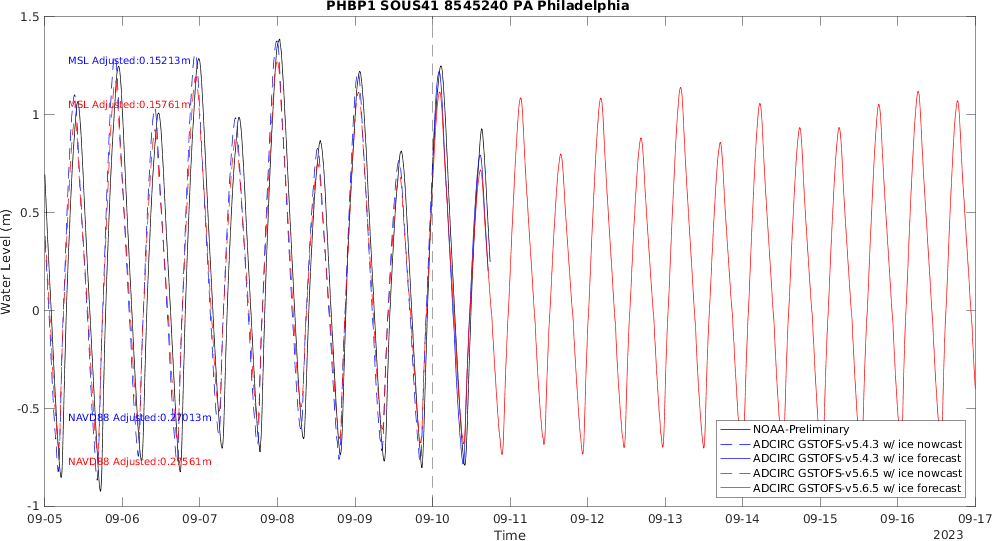 PHBP1 SOUS41 8545240 PA Philadelphia
1.5
1
0.5
0
-0.5
-1
Water Level (m)
MSL Adjusted:0.15213m
MSL Adjusted:0.15761m
NAVD88 Adjusted:0.27013m
NAVD88 Adjusted:0.27561m
NOAA-Preliminary
ADCIRC GSTOFS-v5.4.3 w/ ice nowcast
ADCIRC GSTOFS-v5.4.3 w/ ice forecast
ADCIRC GSTOFS-v5.6.5 w/ ice nowcast
ADCIRC GSTOFS-v5.6.5 w/ ice forecast
09-05 09-06 09-07 09-08 09-09 09-10 09-11 09-12 09-13 09-14 09-15 09-16 09-17
Time
2023